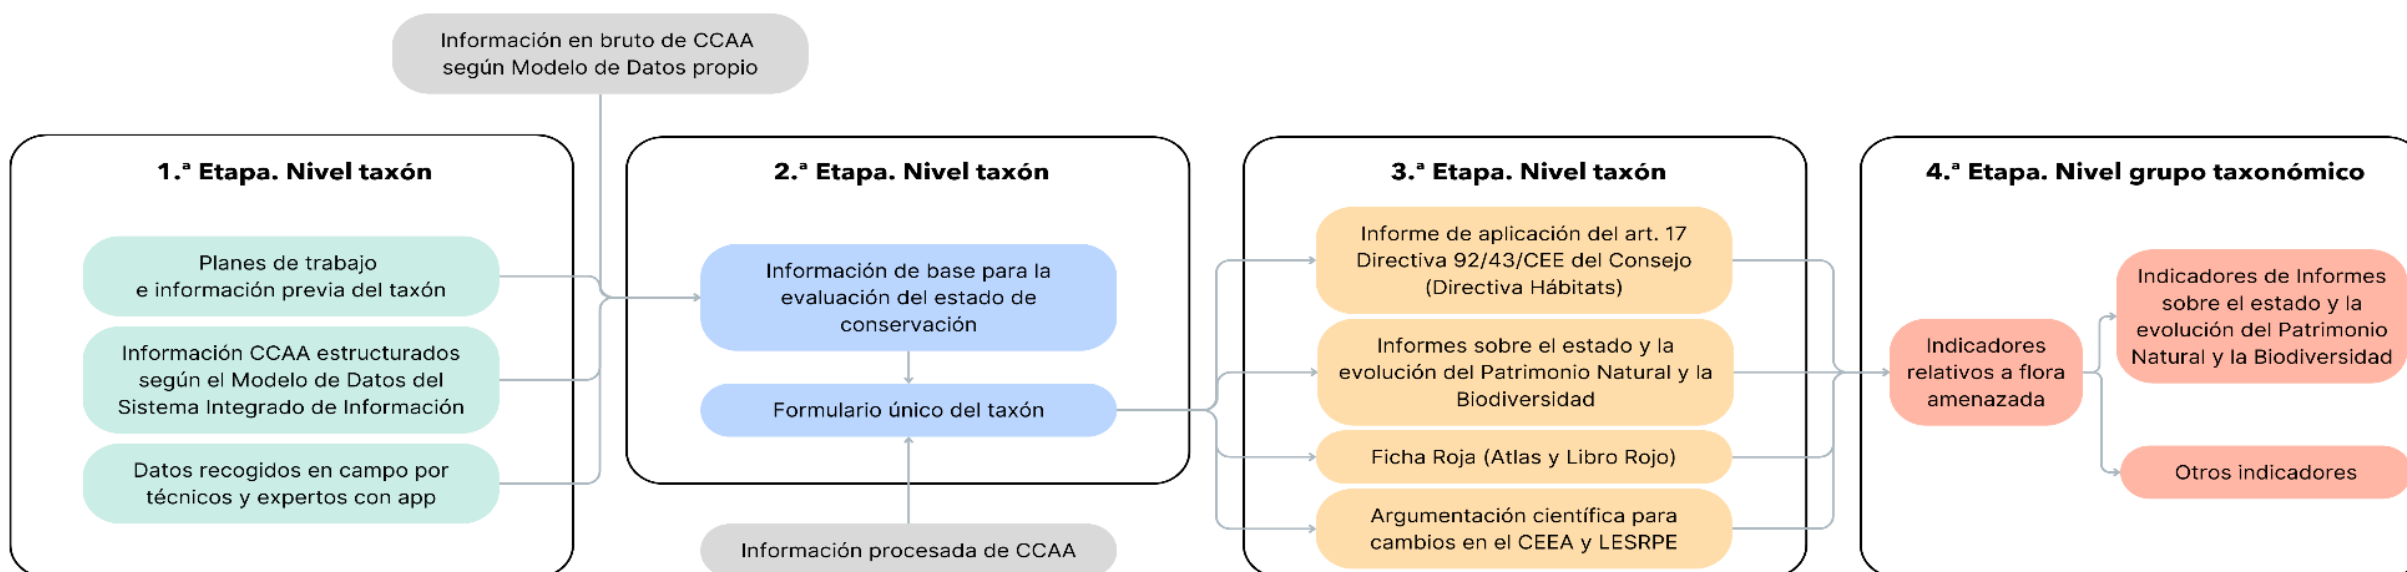 Información en bruto de CCAA
según Modelo de Datos propio
1.ª Etapa. Nivel taxón
Planes de trabajo
e información previa del taxón
Información CCAA estructurados
según el Modelo de Datos del
Sistema Integrado de Información
Datos recogidos en campo por
técnicos y expertos con app
2.ª Etapa. Nivel taxón
Información de base para la
evaluación del estado de
conservación
Formulario único del taxón
Información procesada de CCAA
3.ª Etapa. Nivel taxón
Informe de aplicación del art. 17
Directiva 92/43/CEE del Consejo
(Directiva Hábitats)
Informes sobre el estado y la
evolución del Patrimonio Natural y la
Biodiversidad
Ficha Roja (Atlas y Libro Rojo)
Argumentación científica para
cambios en el CEEA y LESRPE
4.ª Etapa. Nivel grupo taxonómico
Indicadores
relativos a flora
amenazada
Indicadores de Informes
sobre el estado y la
evolución del Patrimonio
Natural y la Biodiversidad
Otros indicadores